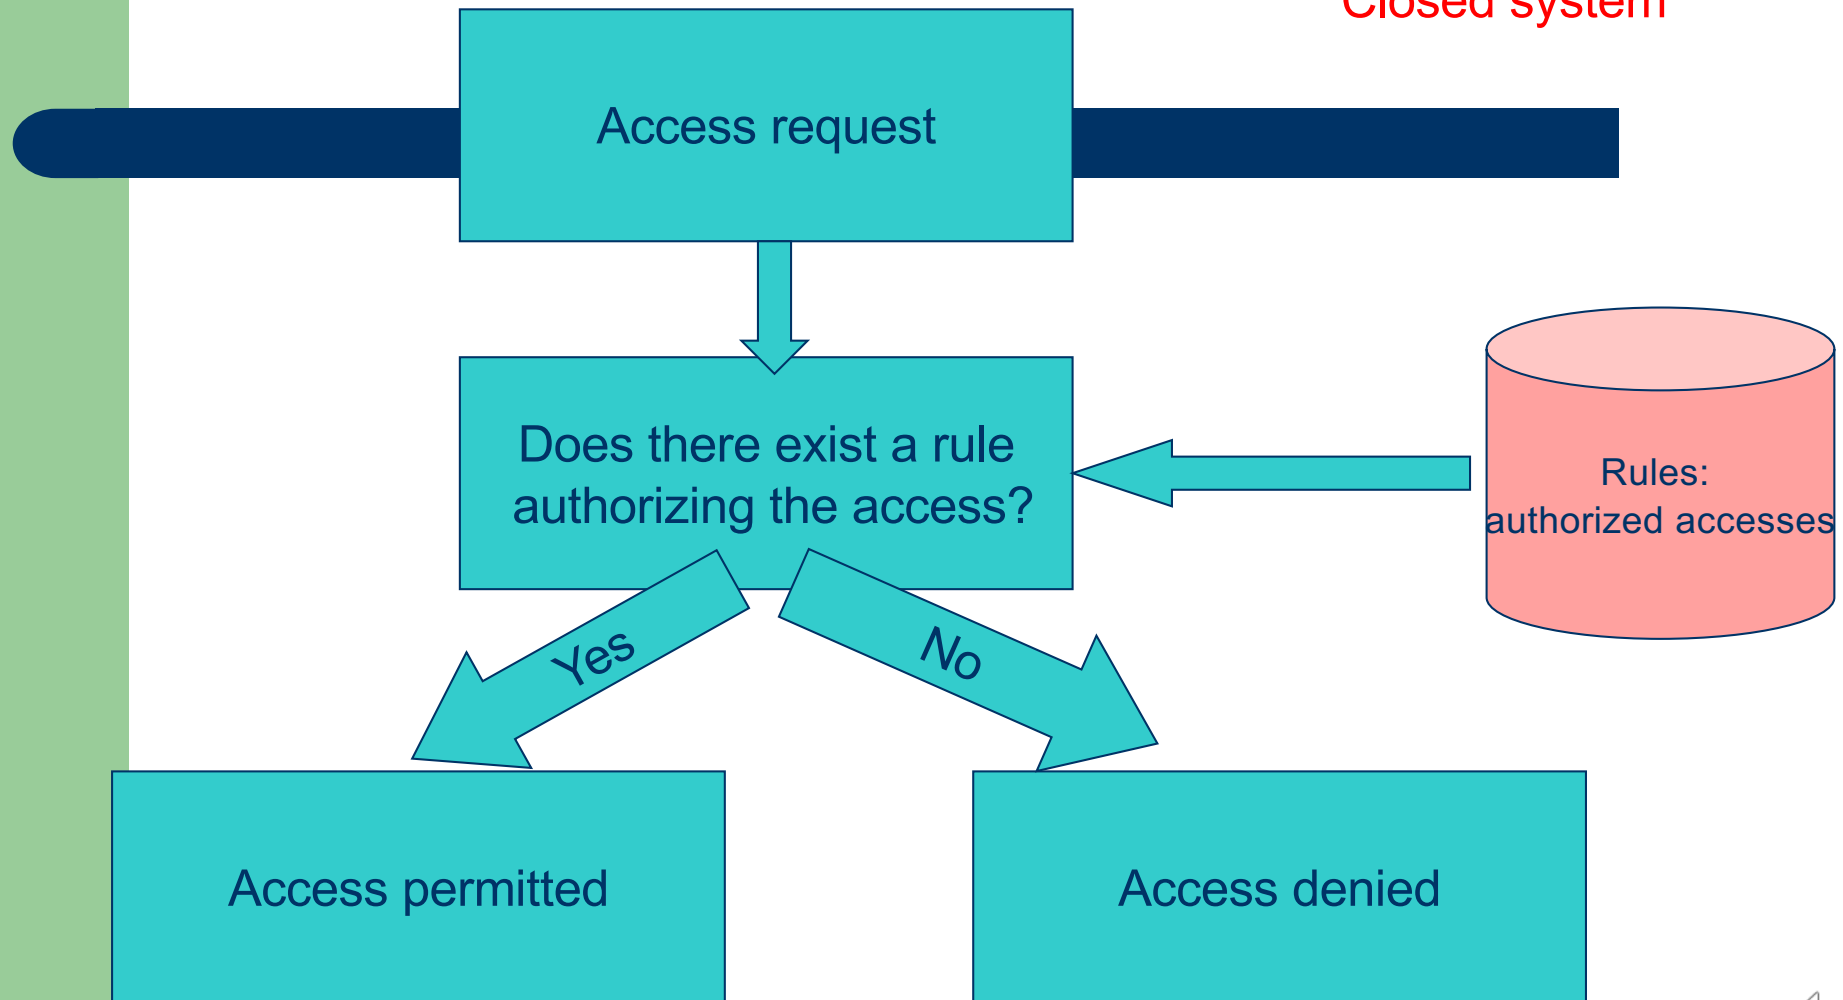 Closed system
Access request
Does there exist a rule
authorizing the access?
Rules:
authorized accesses
Yes
No
Access permitted
Access denied